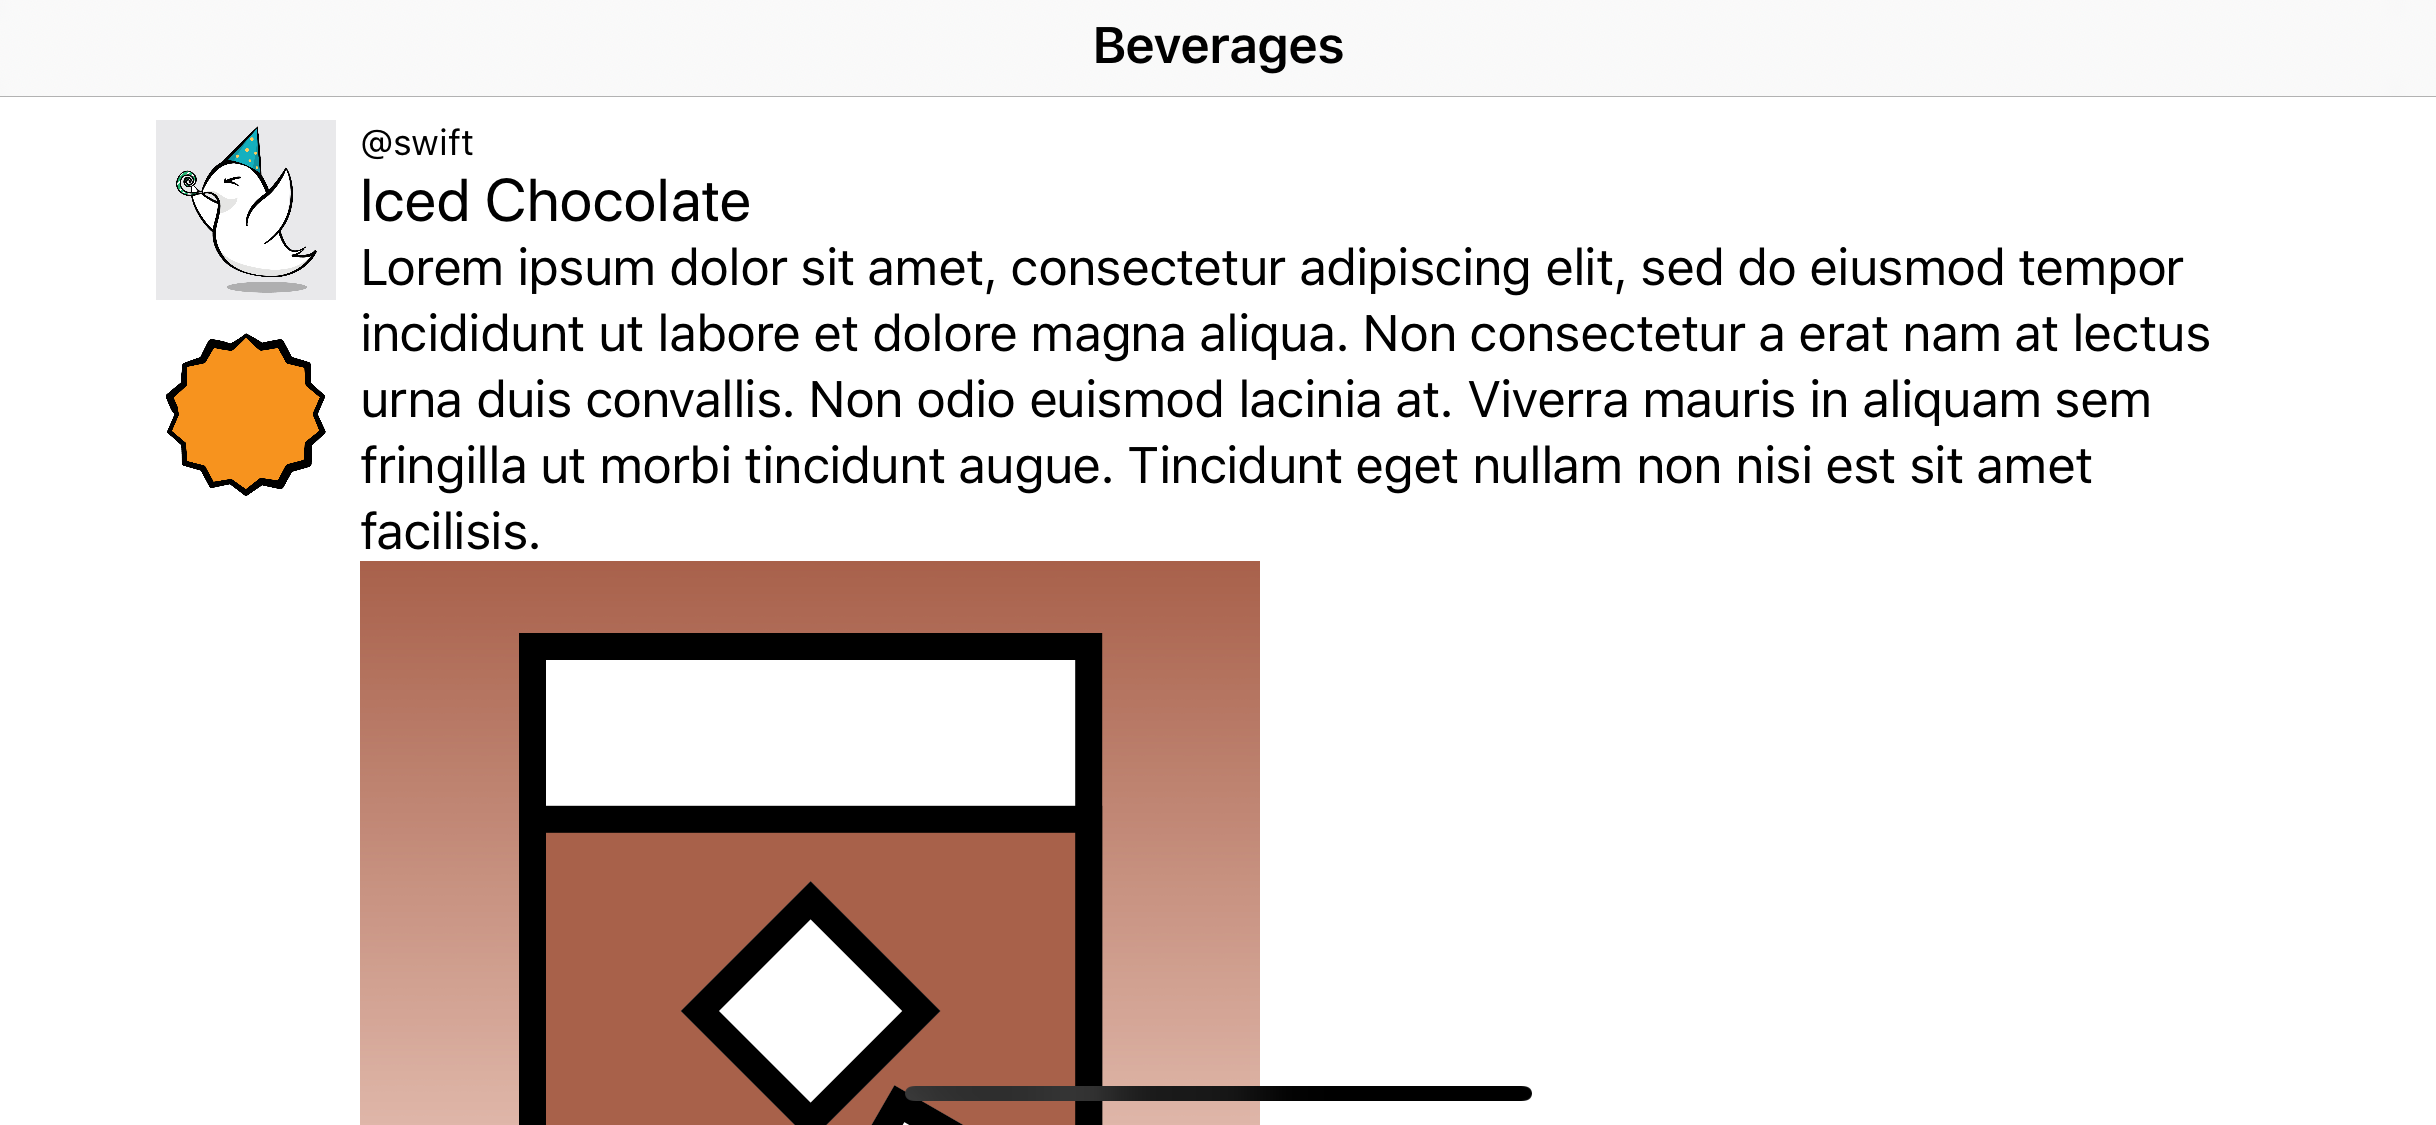 Beverages
@swift
Iced Chocolate
Lorem ipsum dolor sit amet, consectetur adipiscing elit, sed do eiusmod tempor
incididunt ut labore et dolore magna aliqua. Non consectetur a erat nam at lectus
urna duis convallis. Non odio euismod lacinia at. Viverra mauris in aliquam sem
fringilla ut morbi tincidunt augue. Tincidunt eget nullam non nisi est sit amet
facilisis.